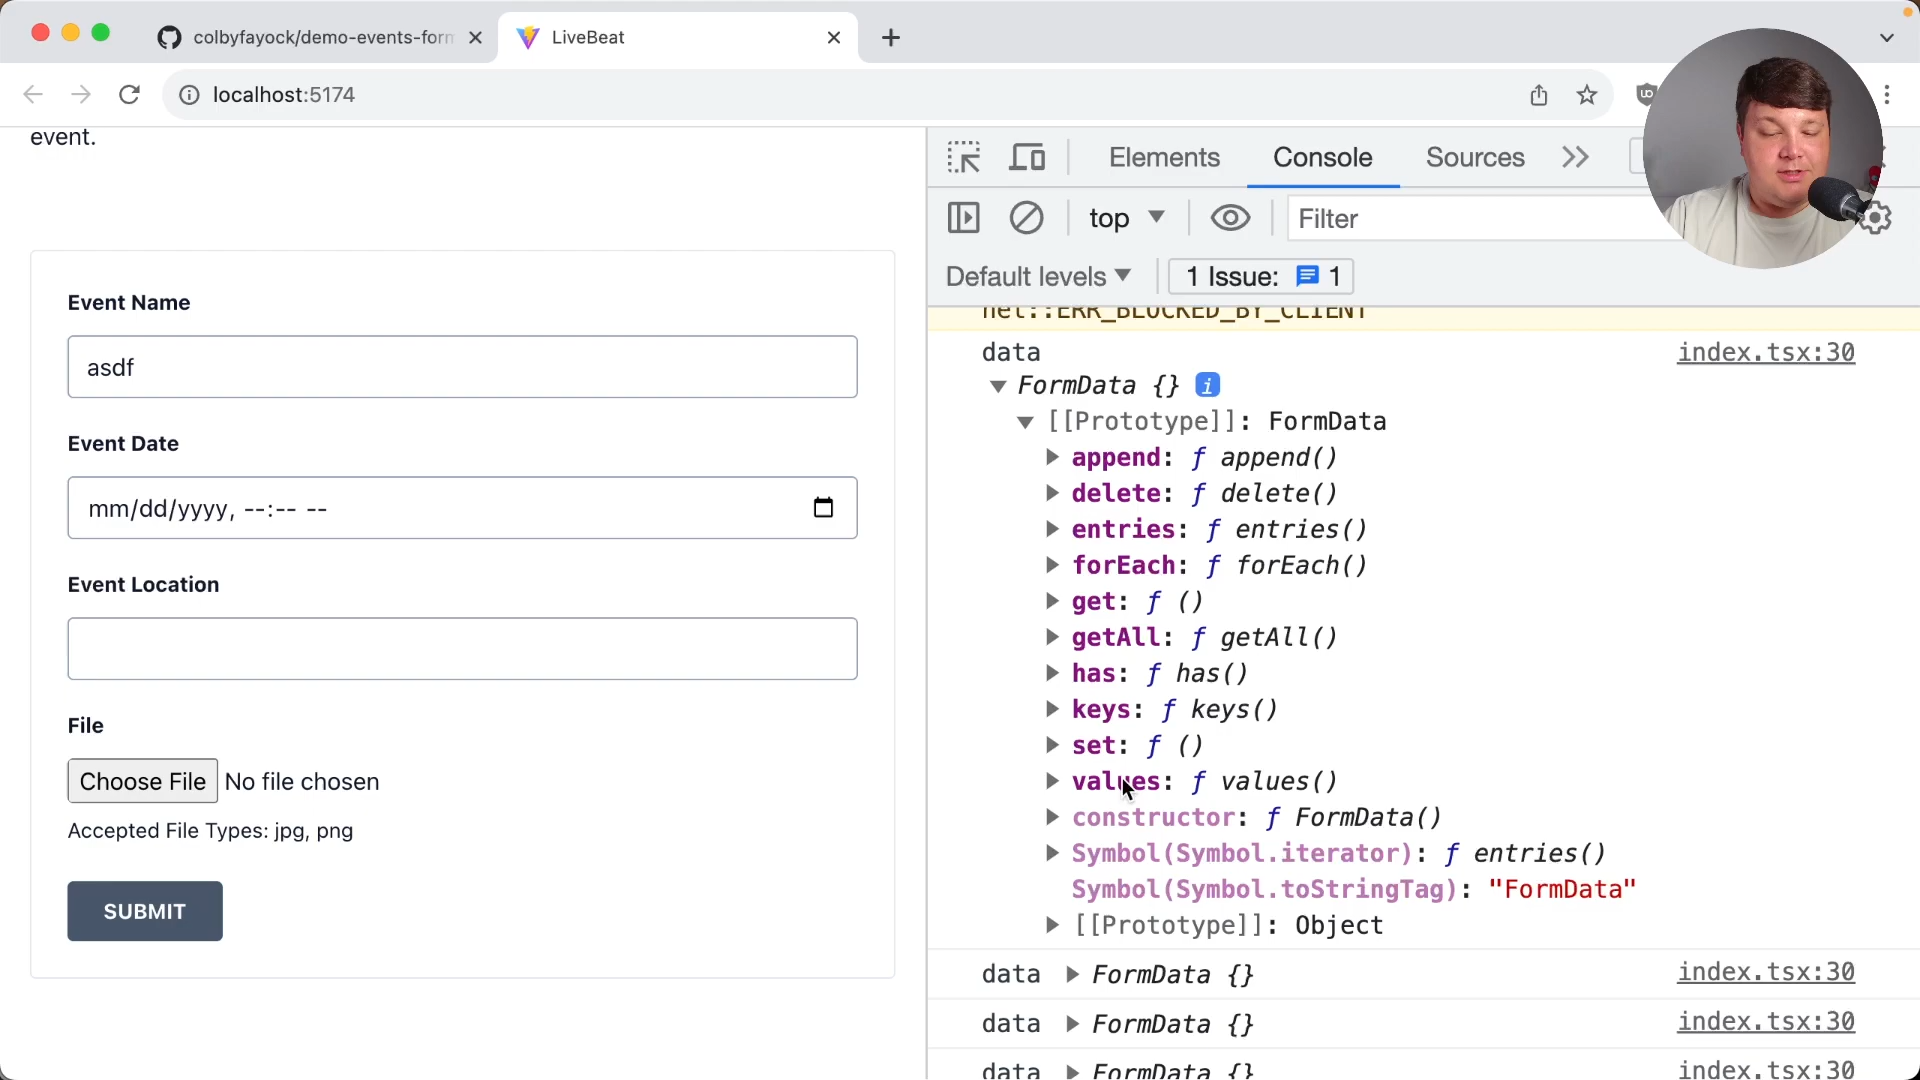 colbyfayock/demo-events-form
LiveBeat
localhost:5174
event.
Event Name
asdf
Event Date
mm/dd/yyyy, --:-- --
Event Location
File
Choose File No file chosen
Accepted File Types: jpg, png
SUBMIT
Elements Console Sources
top
Filter
Default levels
1 Issue: 1
net::ERR_BLOCKED_BY_CLIENT
data index.tsx:30
FormData {} i
[[Prototype]]: FormData
append: ƒ append()
delete: ƒ delete()
entries: ƒ entries()
forEach: ƒ forEach()
get: ƒ ()
getAll: ƒ getAll()
has: ƒ has()
keys: ƒ keys()
set: ƒ ()
values: ƒ values()
constructor: ƒ FormData()
Symbol(Symbol.iterator): ƒ entries()
Symbol(Symbol.toStringTag): "FormData"
[[Prototype]]: Object
data FormData {} index.tsx:30
data FormData {} index.tsx:30
data FormData {} index.tsx:30